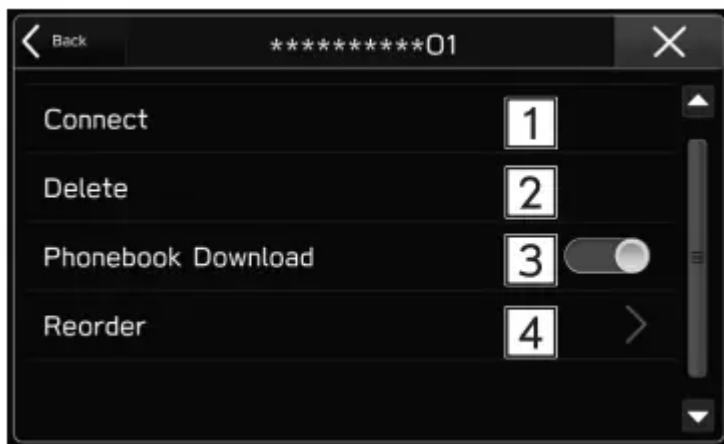 Back
**********01
Connect 1
Delete 2
Phonebook Download 3
Reorder 4